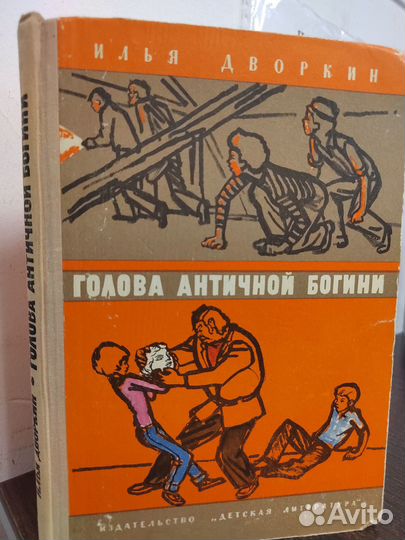 ИЛЬЯ ДВОРКИН
ГОЛОВА АНТИЧНОЙ БОГИНИ
ИЗДАТЕЛЬСТВО „ДЕТСКАЯ ЛИТЕРАТУРА“
ИЛЬЯ ДВОРКИН - ГОЛОВА АНТИЧНОЙ БОГИНИ
Avito